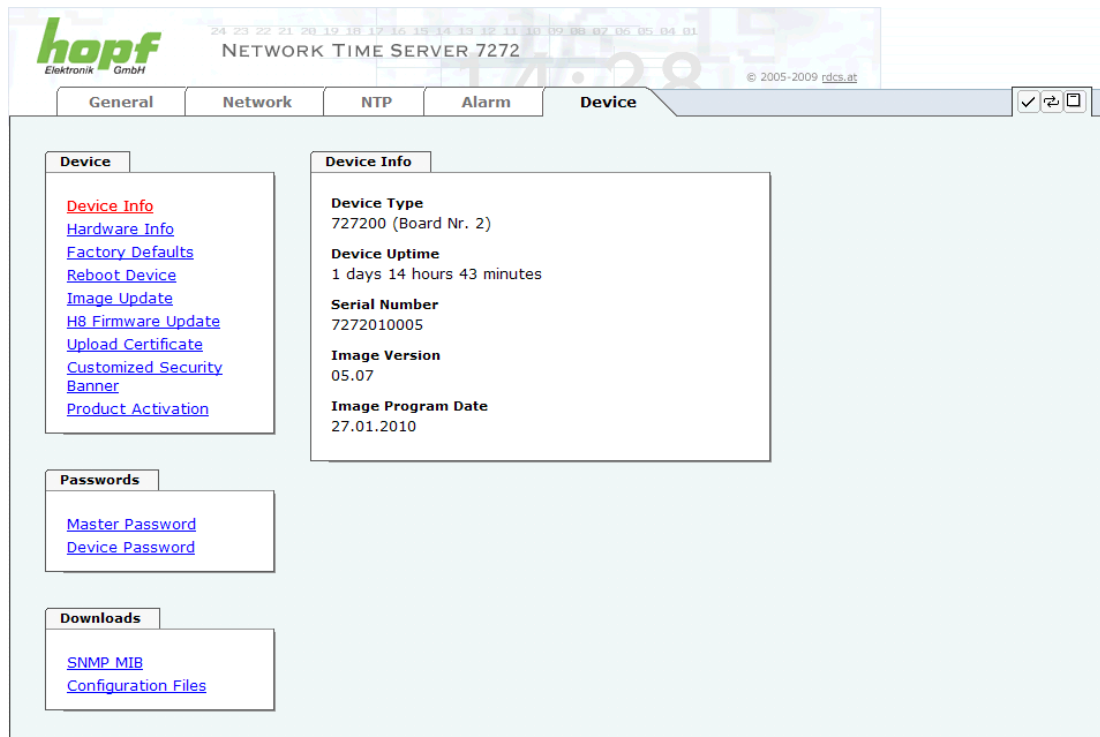 hopf
Elektronik GmbH
24 23 22 21 20 19 18 17 16 15 14 13 12 11 10 09 08 07 06 05 04 01
NETWORK TIME SERVER 7272
14:28
© 2005-2009 rdcs.at
General Network NTP Alarm Device
Device
Device Info
Hardware Info
Factory Defaults
Reboot Device
Image Update
H8 Firmware Update
Upload Certificate
Customized Security
Banner
Product Activation
Device Info
Device Type
727200 (Board Nr. 2)
Device Uptime
1 days 14 hours 43 minutes
Serial Number
7272010005
Image Version
05.07
Image Program Date
27.01.2010
Passwords
Master Password
Device Password
Downloads
SNMP MIB
Configuration Files